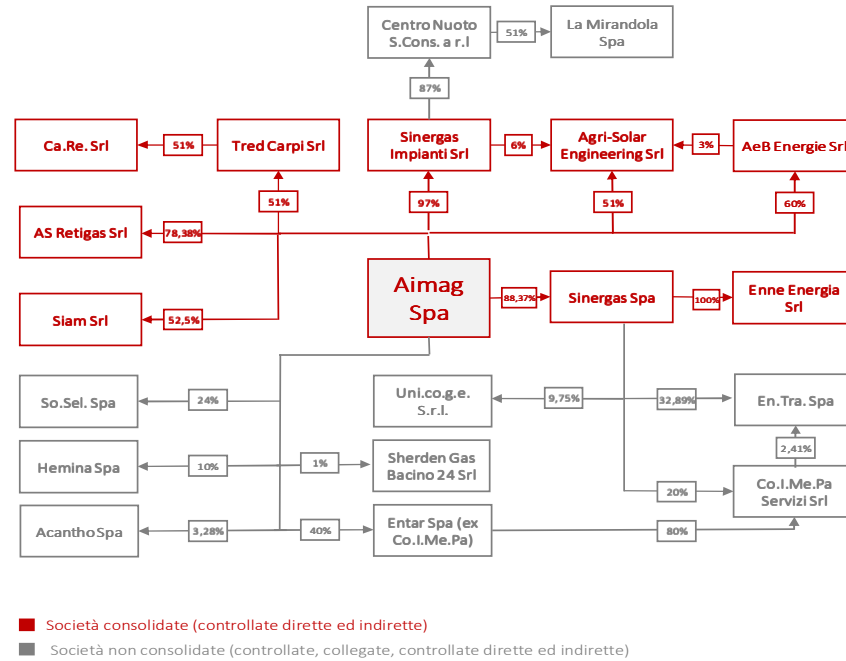 Centro Nuoto
S.Cons. a r.l
51%
La Mirandola
Spa
87%
Ca.Re. Srl
51%
Tred Carpi Srl
Sinergas
Impianti Srl
6%
Agri-Solar
Engineering Srl
3%
AeB Energie Srl
51%
97%
51%
60%
AS Retigas Srl
78,38%
Aimag
Spa
88,37%
Sinergas Spa
100%
Enne Energia
Srl
Siam Srl
52,5%
So.Sel. Spa
24%
Uni.co.g.e.
S.r.l.
9,75%
32,89%
En.Tra. Spa
2,41%
Hemina Spa
10%
1%
Sherden Gas
Bacino 24 Srl
20%
Co.I.Me.Pa
Servizi Srl
Acantho Spa
3,28%
40%
Entar Spa (ex
Co.I.Me.Pa)
80%
Società consolidate (controllate dirette ed indirette)
Società non consolidate (controllate, collegate, controllate dirette ed indirette)